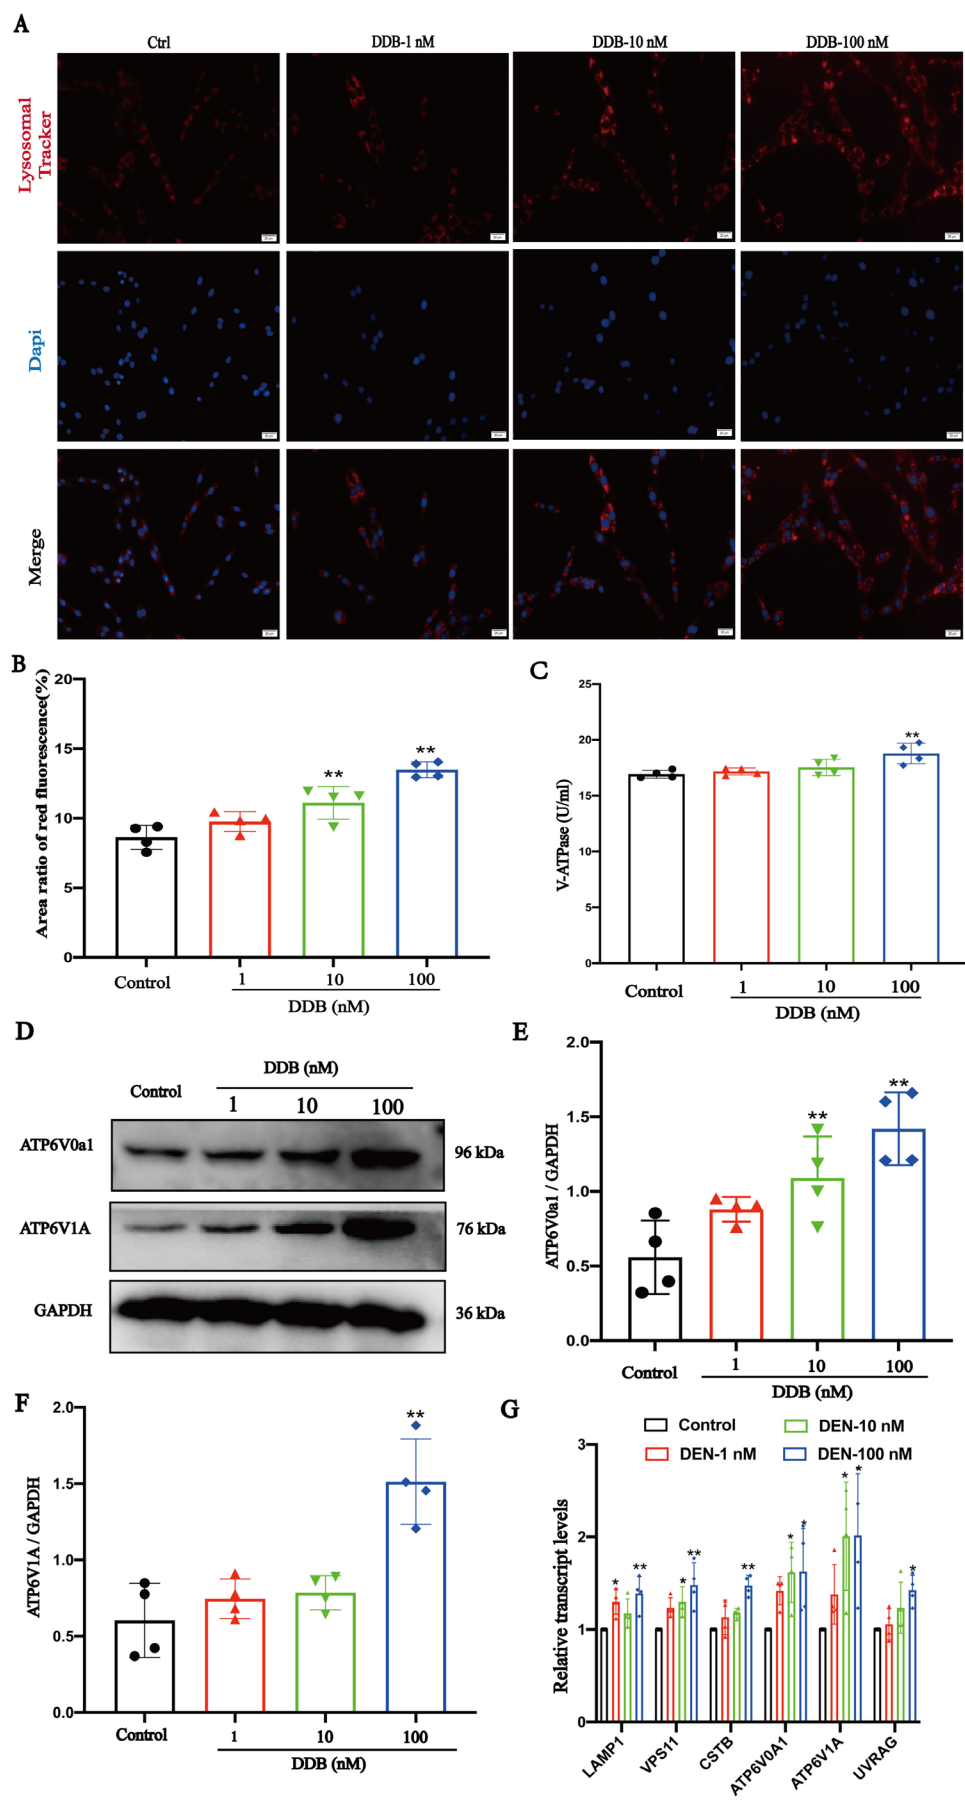 A
Ctrl DDB-1 nM DDB-10 nM DDB-100 nM
Lysosomal
Tracker
Dapi
Merge
B
Area ratio of red fluorescence(%)
20
15
10
5
0
** **
Control 1 10 100
DDB (nM)
C
V-ATPase (U/ml)
25
20
15
10
5
0
**
Control 1 10 100
DDB (nM)
D
DDB (nM)
Control 1 10 100
ATP6V0a1 96 kDa
ATP6V1A 76 kDa
GAPDH 36 kDa
E
ATP6V0a1 / GAPDH
2.0
1.5
1.0
0.5
0.0
** **
Control 1 10 100
DDB (nM)
F
ATP6V1A / GAPDH
2.0
1.5
1.0
0.5
0.0
**
Control 1 10 100
DDB (nM)
G
Control DEN-10 nM
DEN-1 nM DEN-100 nM
Relative transcript levels
3
2
1
0
* ** * ** ** * * * * *
LAMP1 VPS11 CSTB ATP6V0A1 ATP6V1A UVRAG